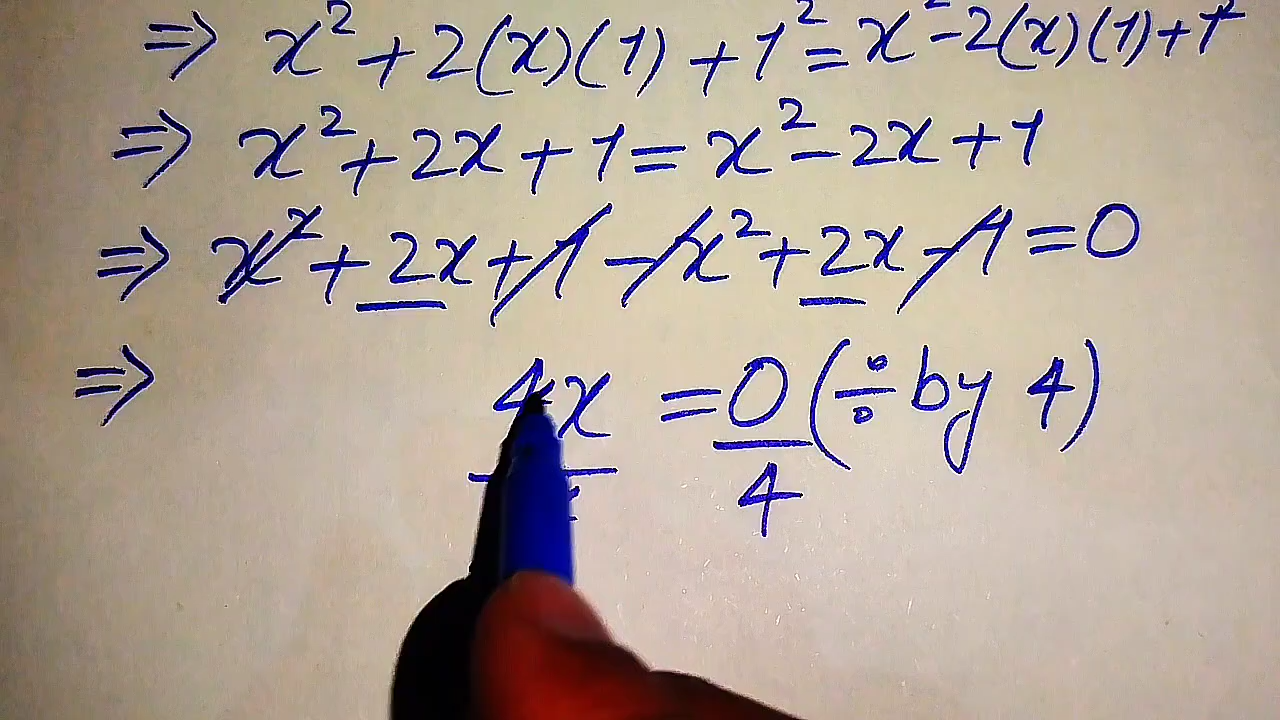 ⇒ x² + 2(x)(1) + 1² = x² - 2(x)(1) + 1²
⇒ x² + 2x + 1 = x² - 2x + 1
⇒ x² + 2x + 1 - x² + 2x - 1 = 0
⇒ 4x = 0 (÷ by 4)
4